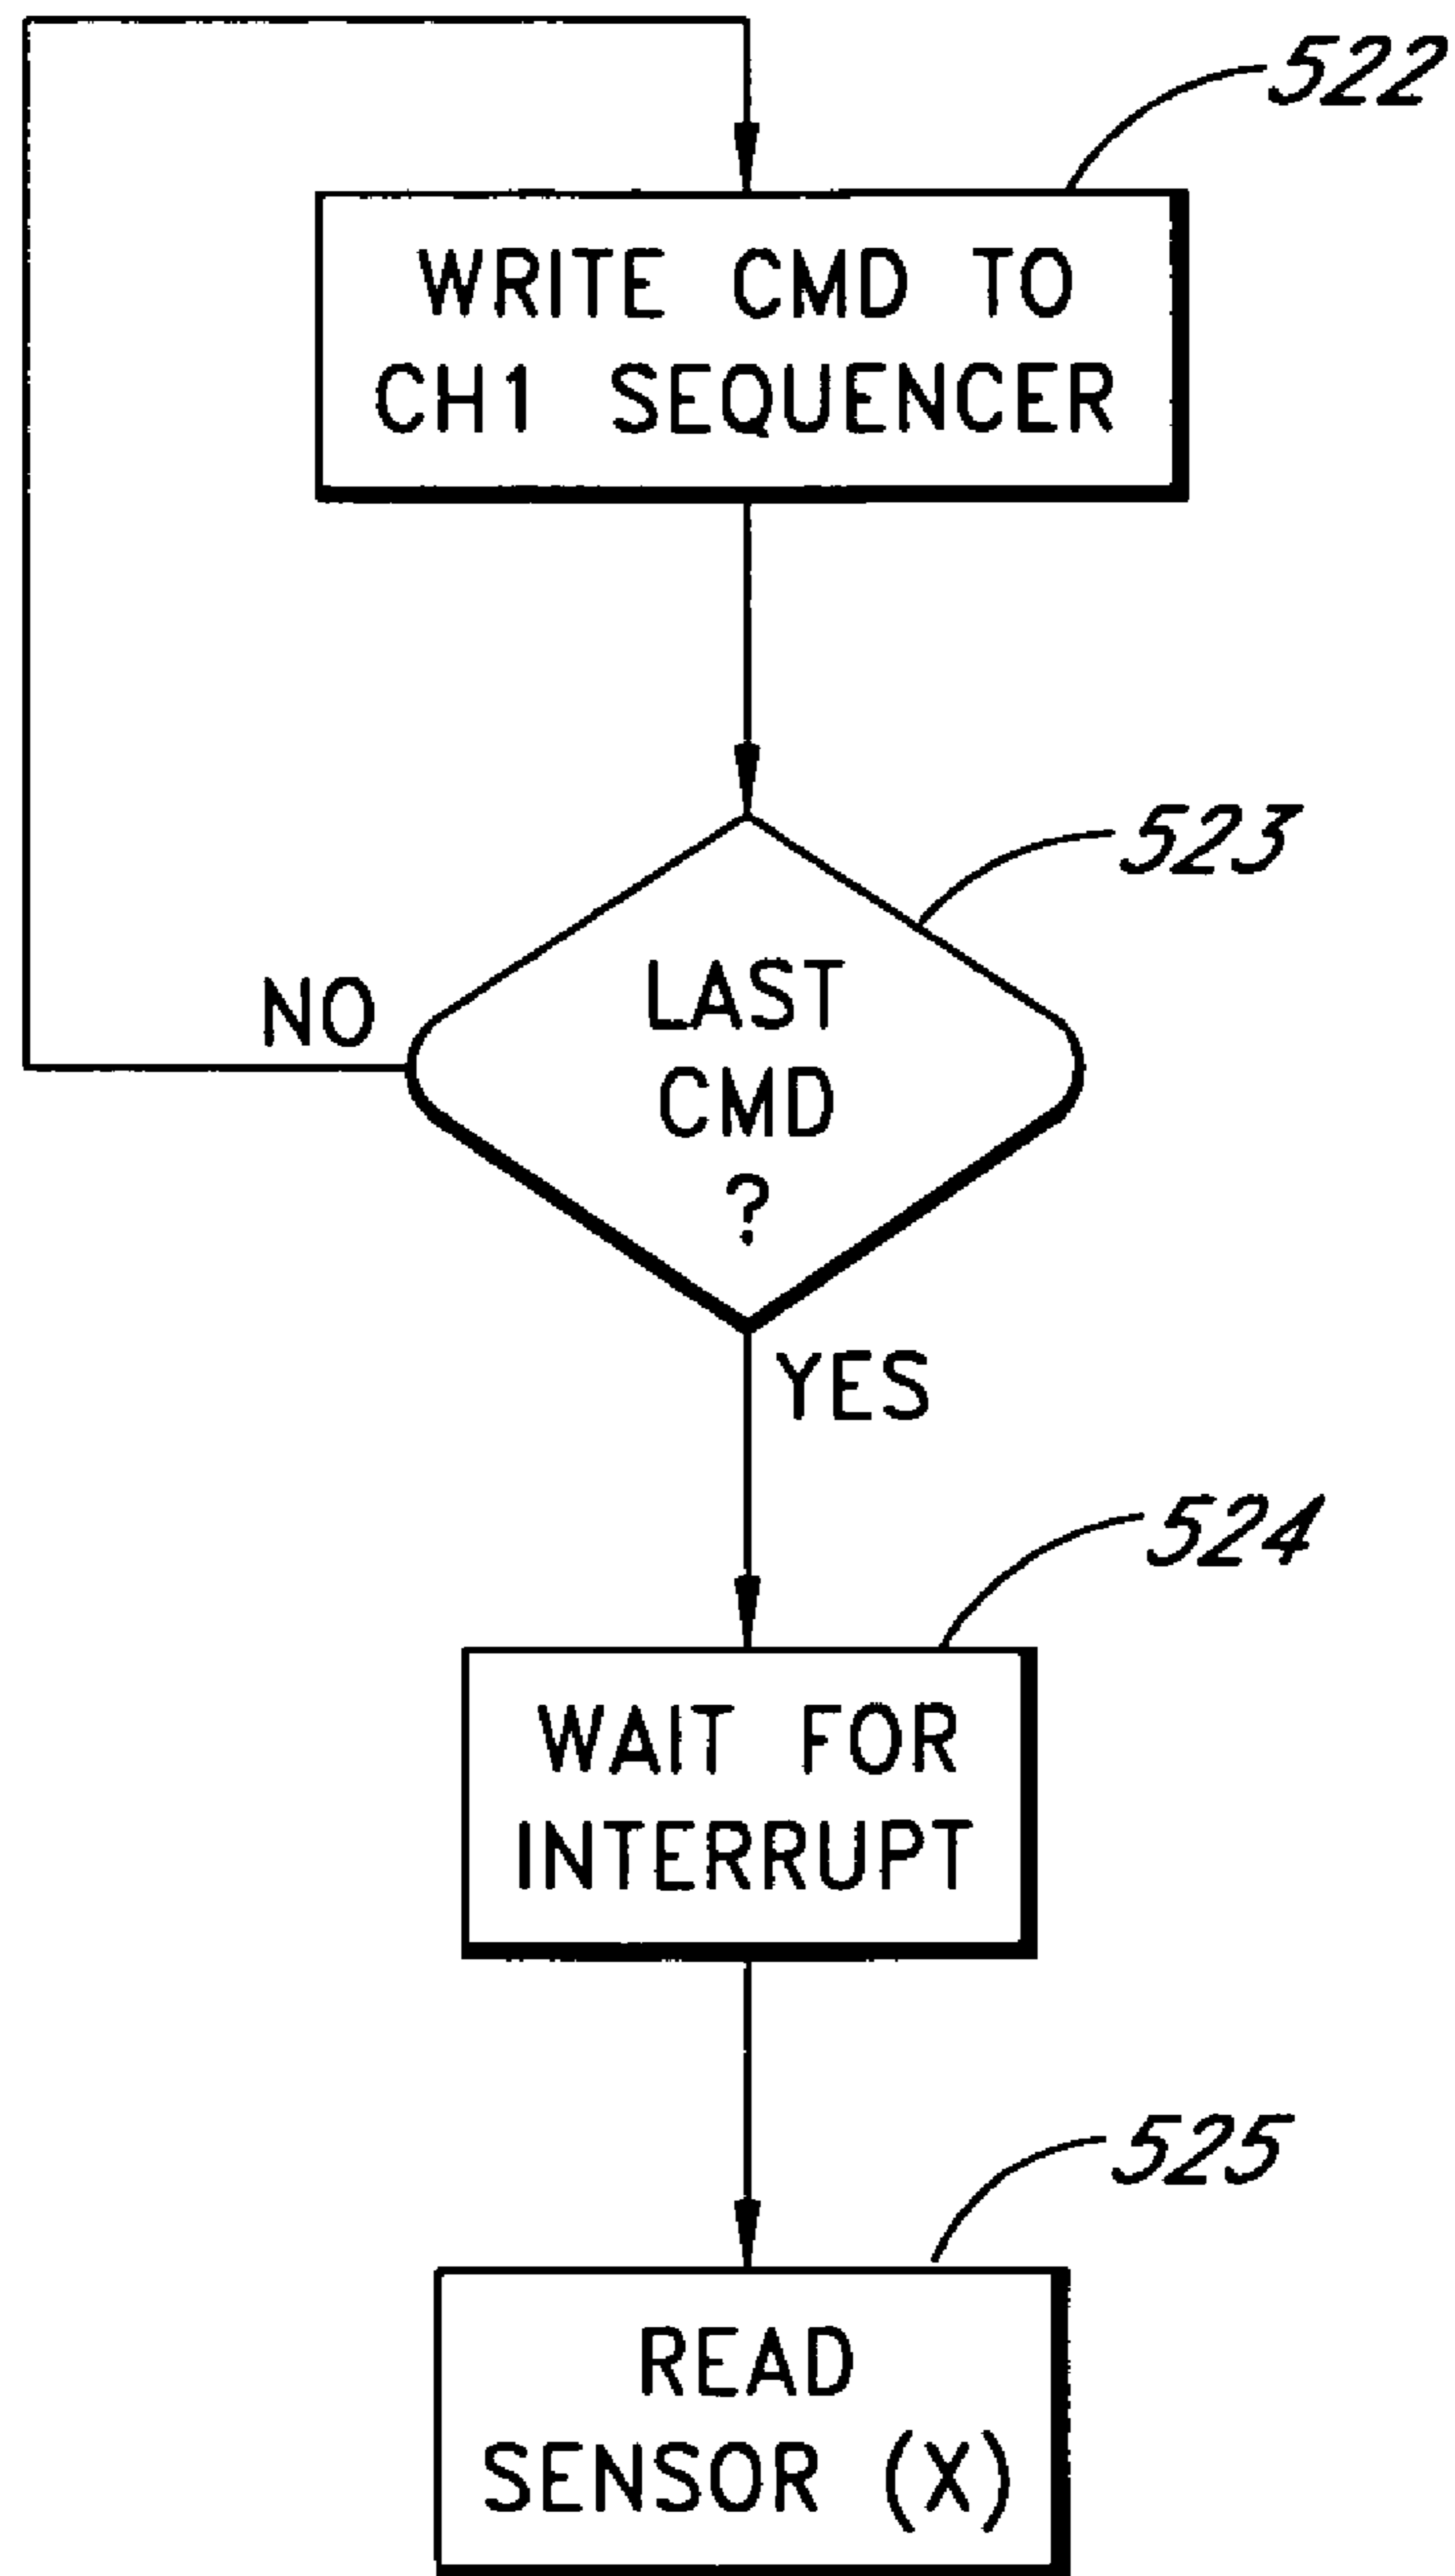 522
WRITE CMD TO
CH1 SEQUENCER
523
LAST
CMD
?
NO
YES
524
WAIT FOR
INTERRUPT
525
READ
SENSOR (X)